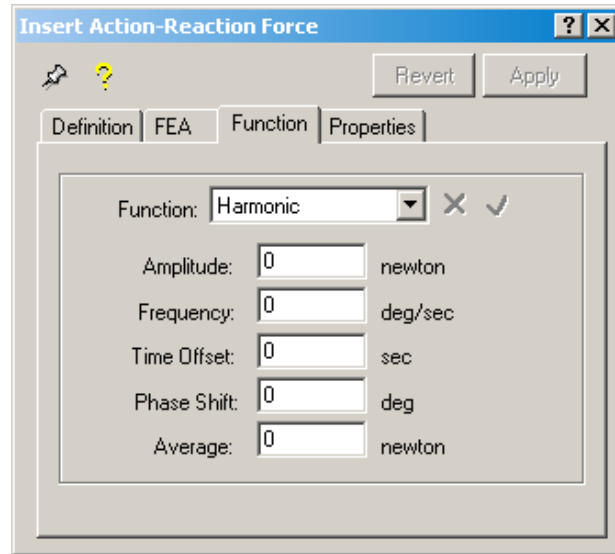 Insert Action-Reaction Force ? X
? Revert Apply
Definition FEA Function Properties
Function: Harmonic
Amplitude: 0 newton
Frequency: 0 deg/sec
Time Offset: 0 sec
Phase Shift: 0 deg
Average: 0 newton